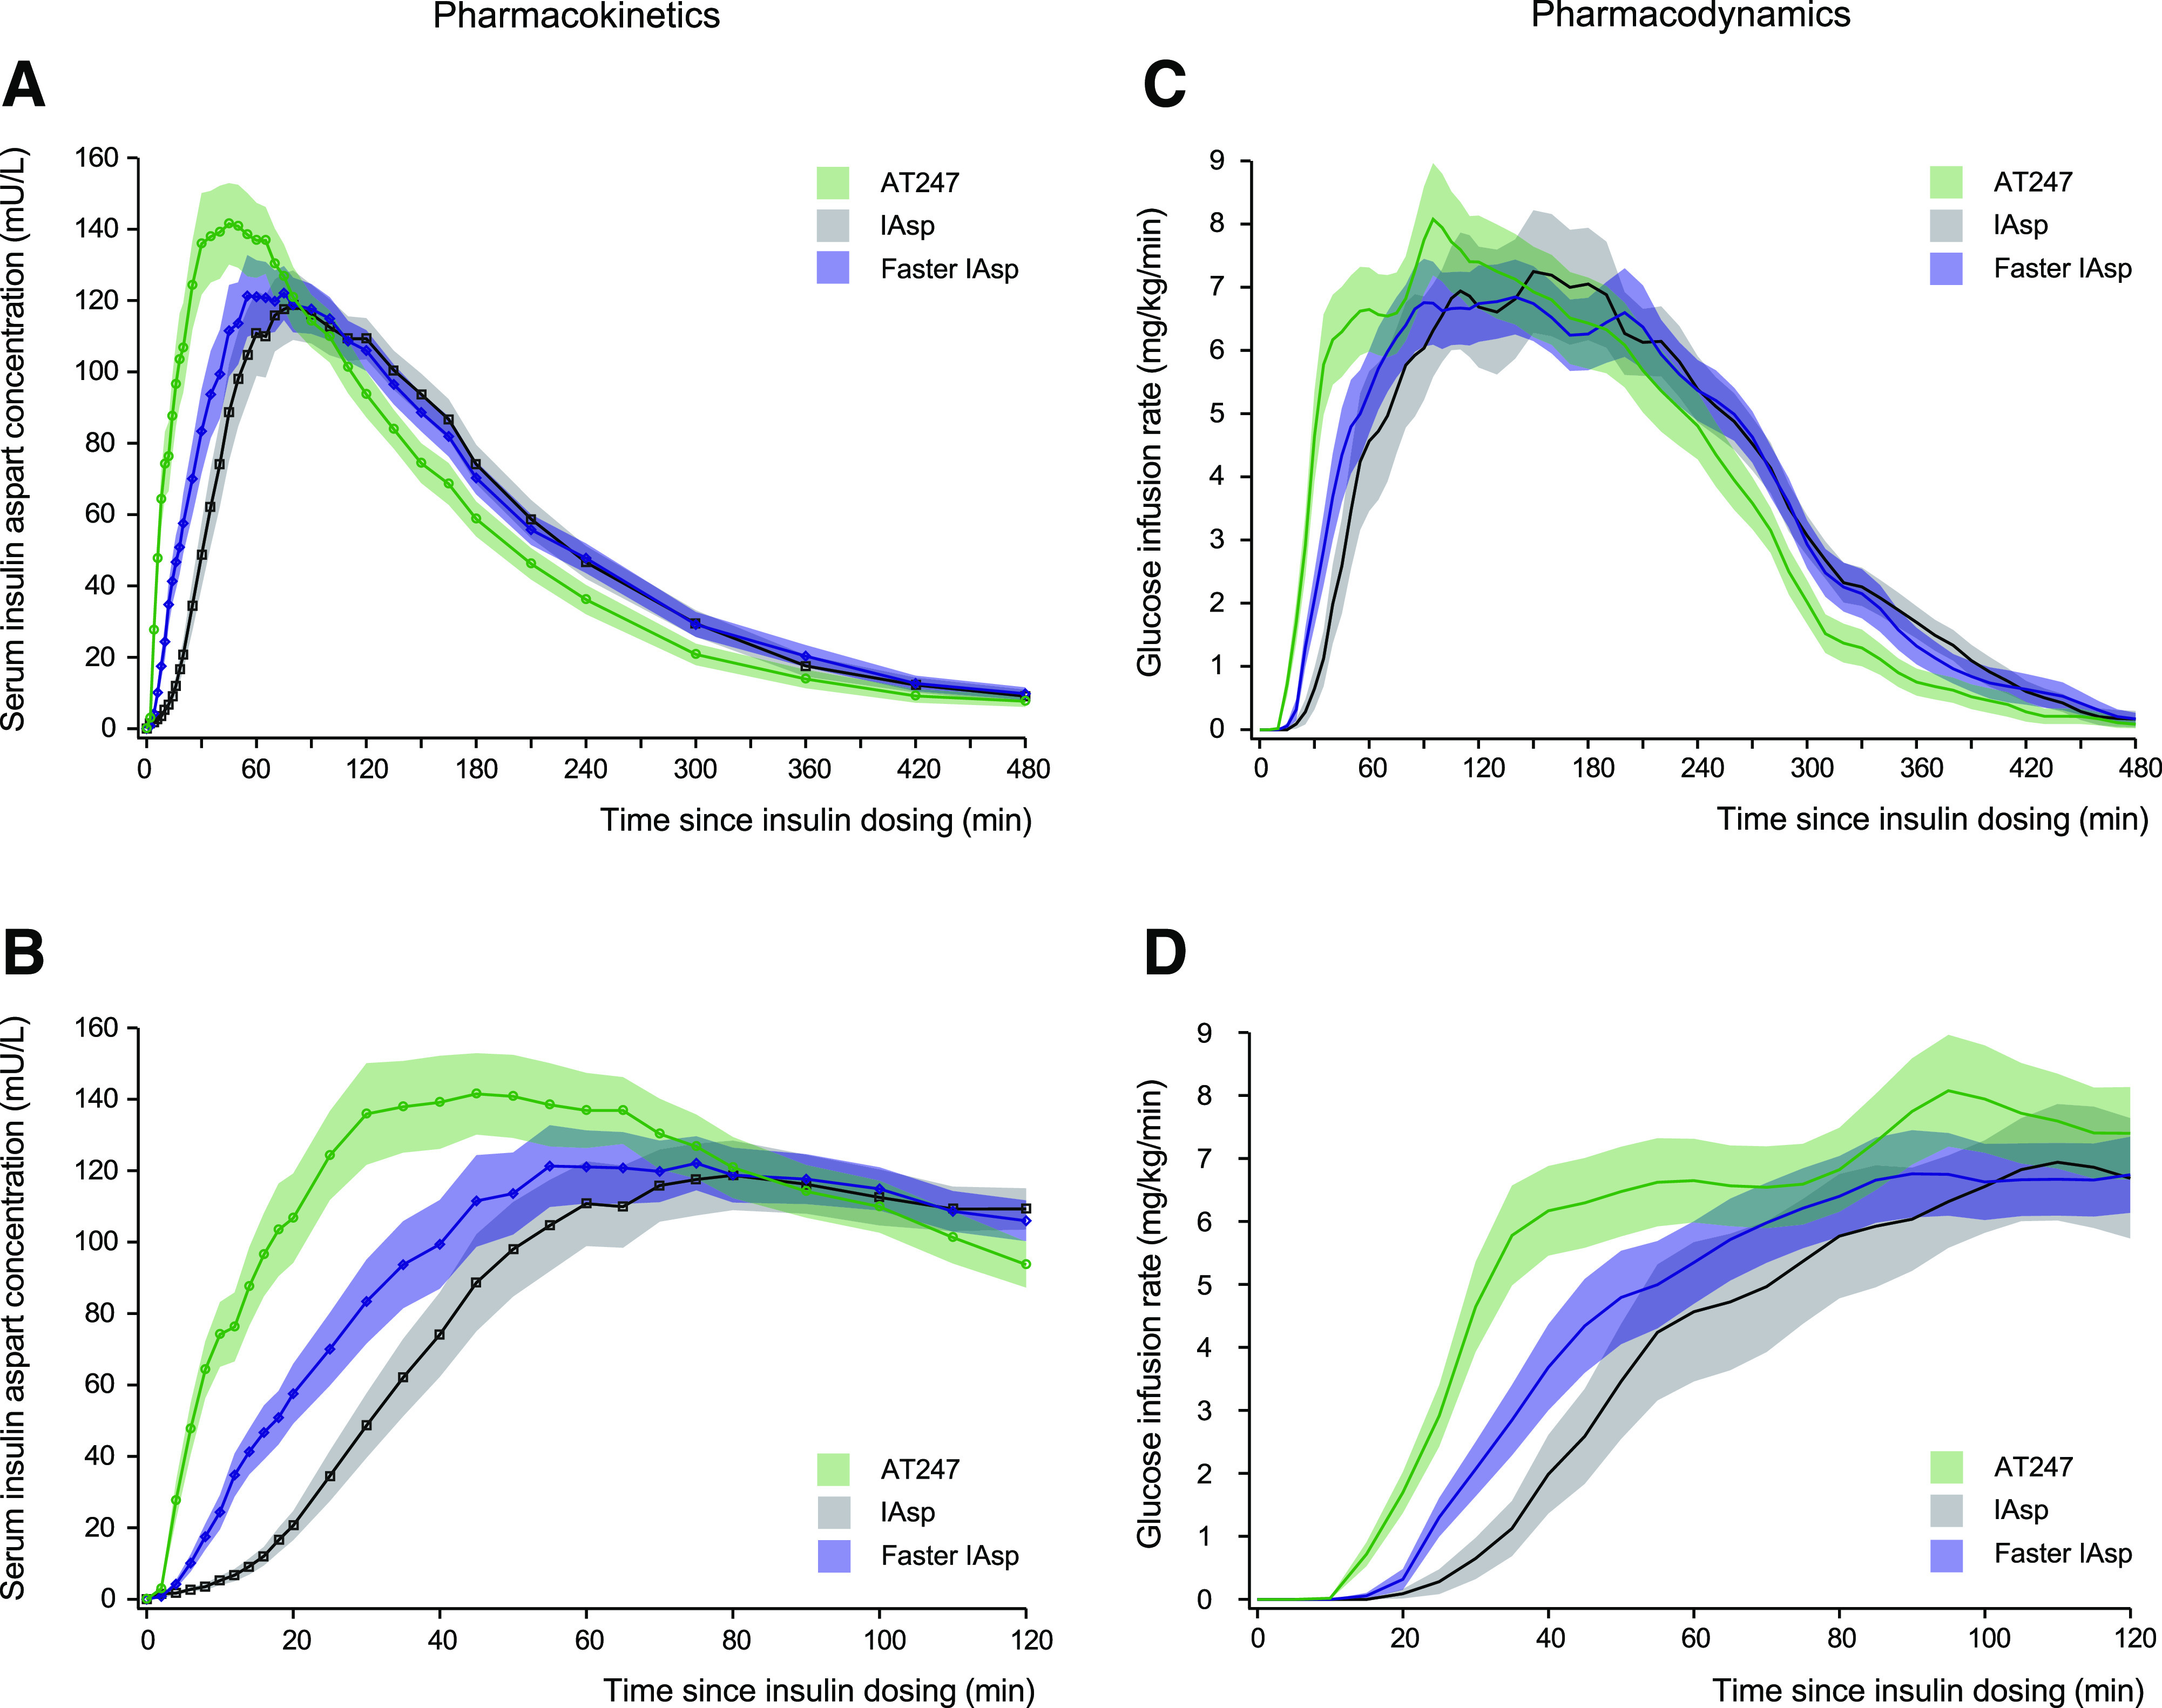 Pharmacokinetics
Pharmacodynamics
A
Serum insulin aspart concentration (mU/L)
160
140
120
100
80
60
40
20
0
AT247
IAsp
Faster IAsp
0 60 120 180 240 300 360 420 480
Time since insulin dosing (min)
C
Glucose infusion rate (mg/kg/min)
9
8
7
6
5
4
3
2
1
0
AT247
IAsp
Faster IAsp
0 60 120 180 240 300 360 420 480
Time since insulin dosing (min)
B
Serum insulin aspart concentration (mU/L)
160
140
120
100
80
60
40
20
0
AT247
IAsp
Faster IAsp
0 20 40 60 80 100 120
Time since insulin dosing (min)
D
Glucose infusion rate (mg/kg/min)
9
8
7
6
5
4
3
2
1
0
AT247
IAsp
Faster IAsp
0 20 40 60 80 100 120
Time since insulin dosing (min)